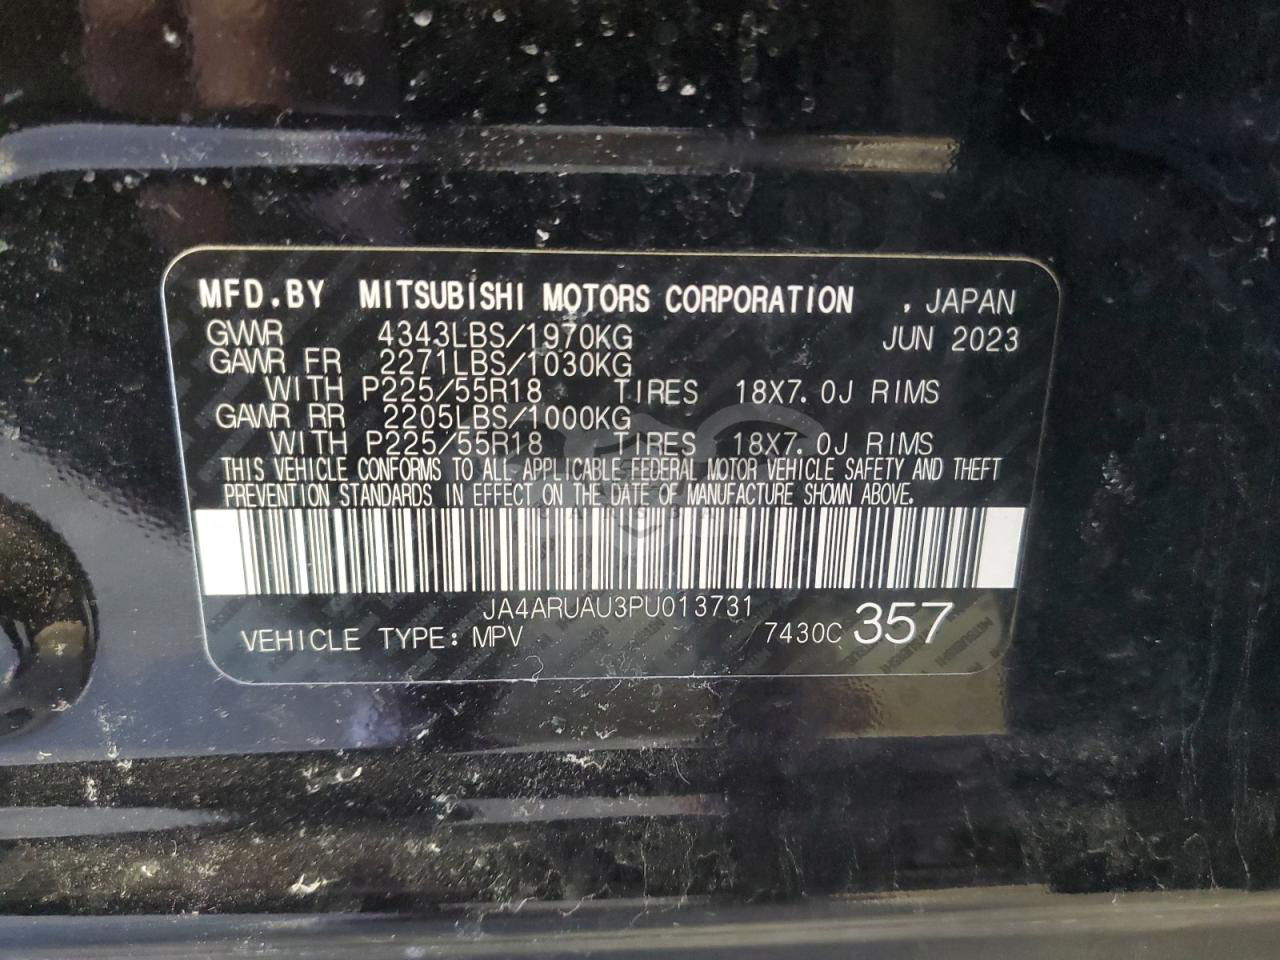 MFD.BY MITSUBISHI MOTORS CORPORATION , JAPAN
GVWR 4343LBS/1970KG JUN 2023
GAWR FR 2271LBS/1030KG
WITH P225/55R18 TIRES 18X7.0J RIMS
GAWR RR 2205LBS/1000KG
WITH P225/55R18 TIRES 18X7.0J RIMS
THIS VEHICLE CONFORMS TO ALL APPLICABLE FEDERAL MOTOR VEHICLE SAFETY AND THEFT
PREVENTION STANDARDS IN EFFECT ON THE DATE OF MANUFACTURE SHOWN ABOVE.
JA4ARUAU3PU013731
VEHICLE TYPE: MPV 7430C 357